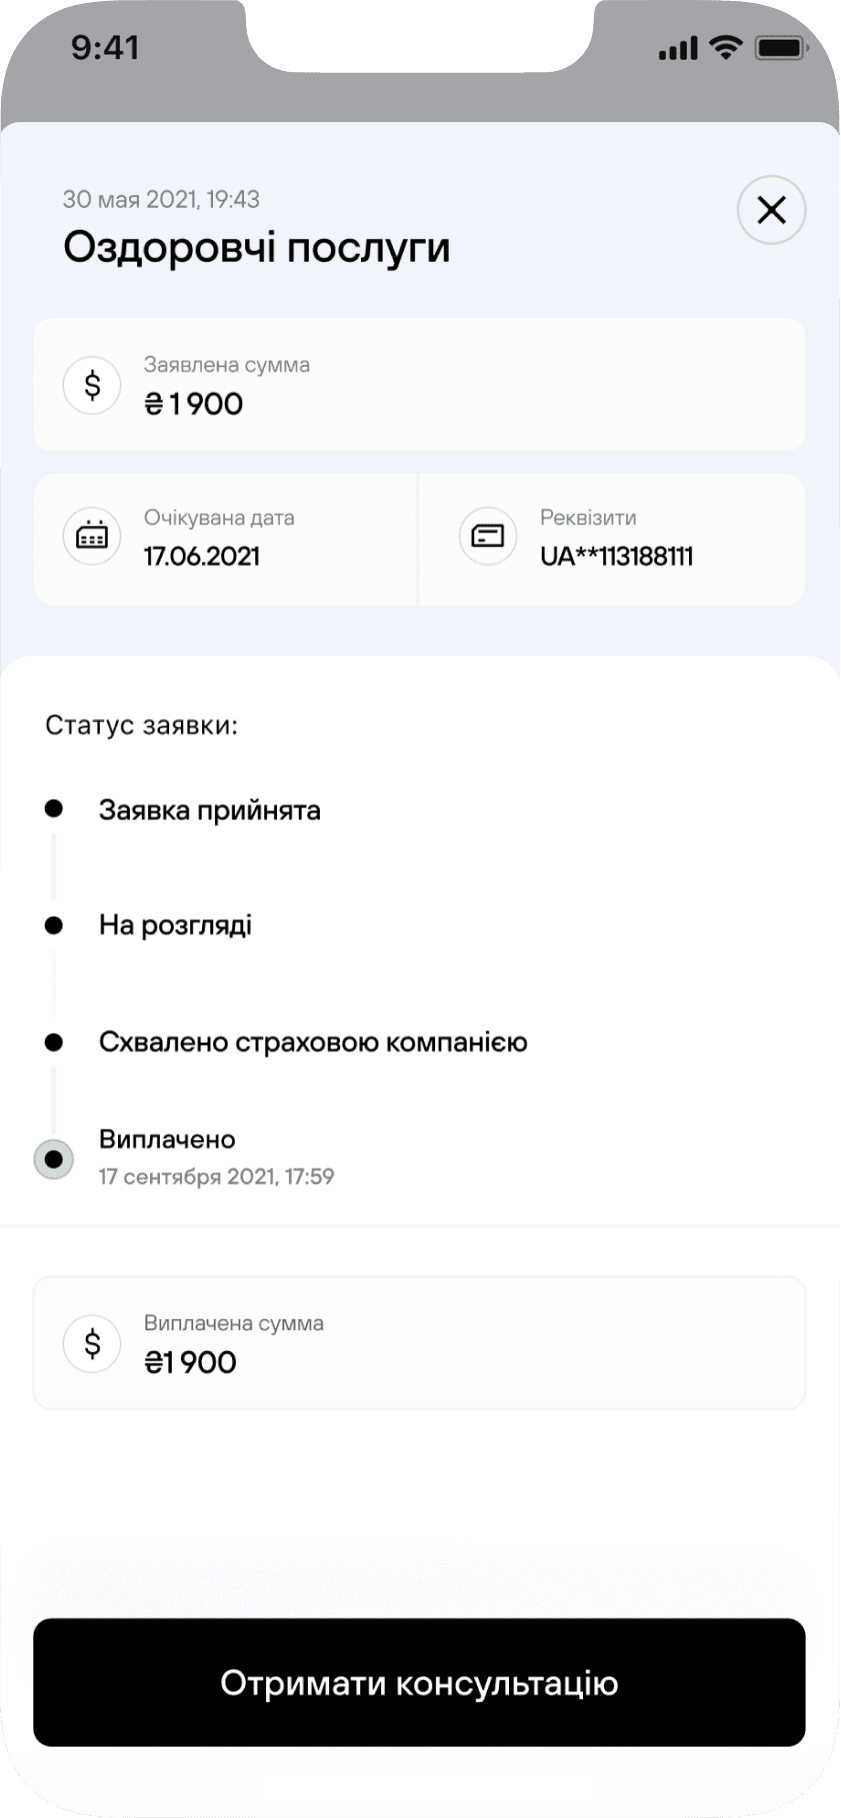 9:41
30 мая 2021, 19:43
Оздоровчі послуги
Заявлена сумма
₴ 1 900
Очікувана дата
17.06.2021
Реквізити
UA**113188111
Статус заявки:
Заявка прийнята
На розгляді
Схвалено страховою компанією
Виплачено
17 сентября 2021, 17:59
Виплачена сумма
₴1 900
Отримати консультацію